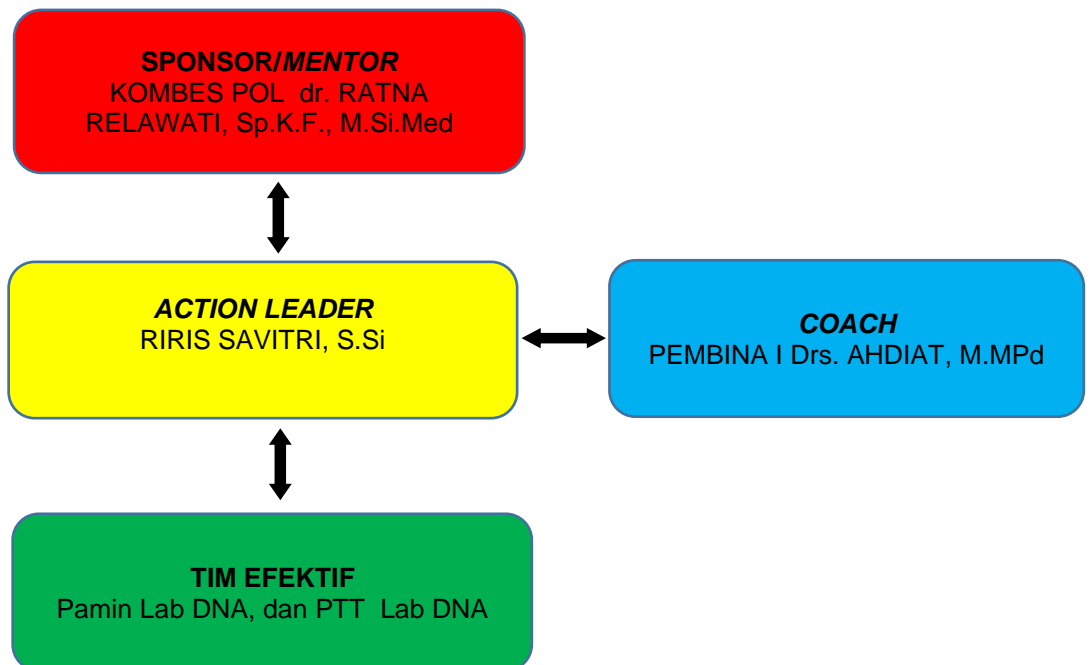 SPONSOR/MENTOR
KOMBES POL dr. RATNA
RELAWATI, Sp.K.F., M.Si.Med
ACTION LEADER
RIRIS SAVITRI, S.Si
COACH
PEMBINA I Drs. AHDIAT, M.MPd
TIM EFEKTIF
Pamin Lab DNA, dan PTT Lab DNA